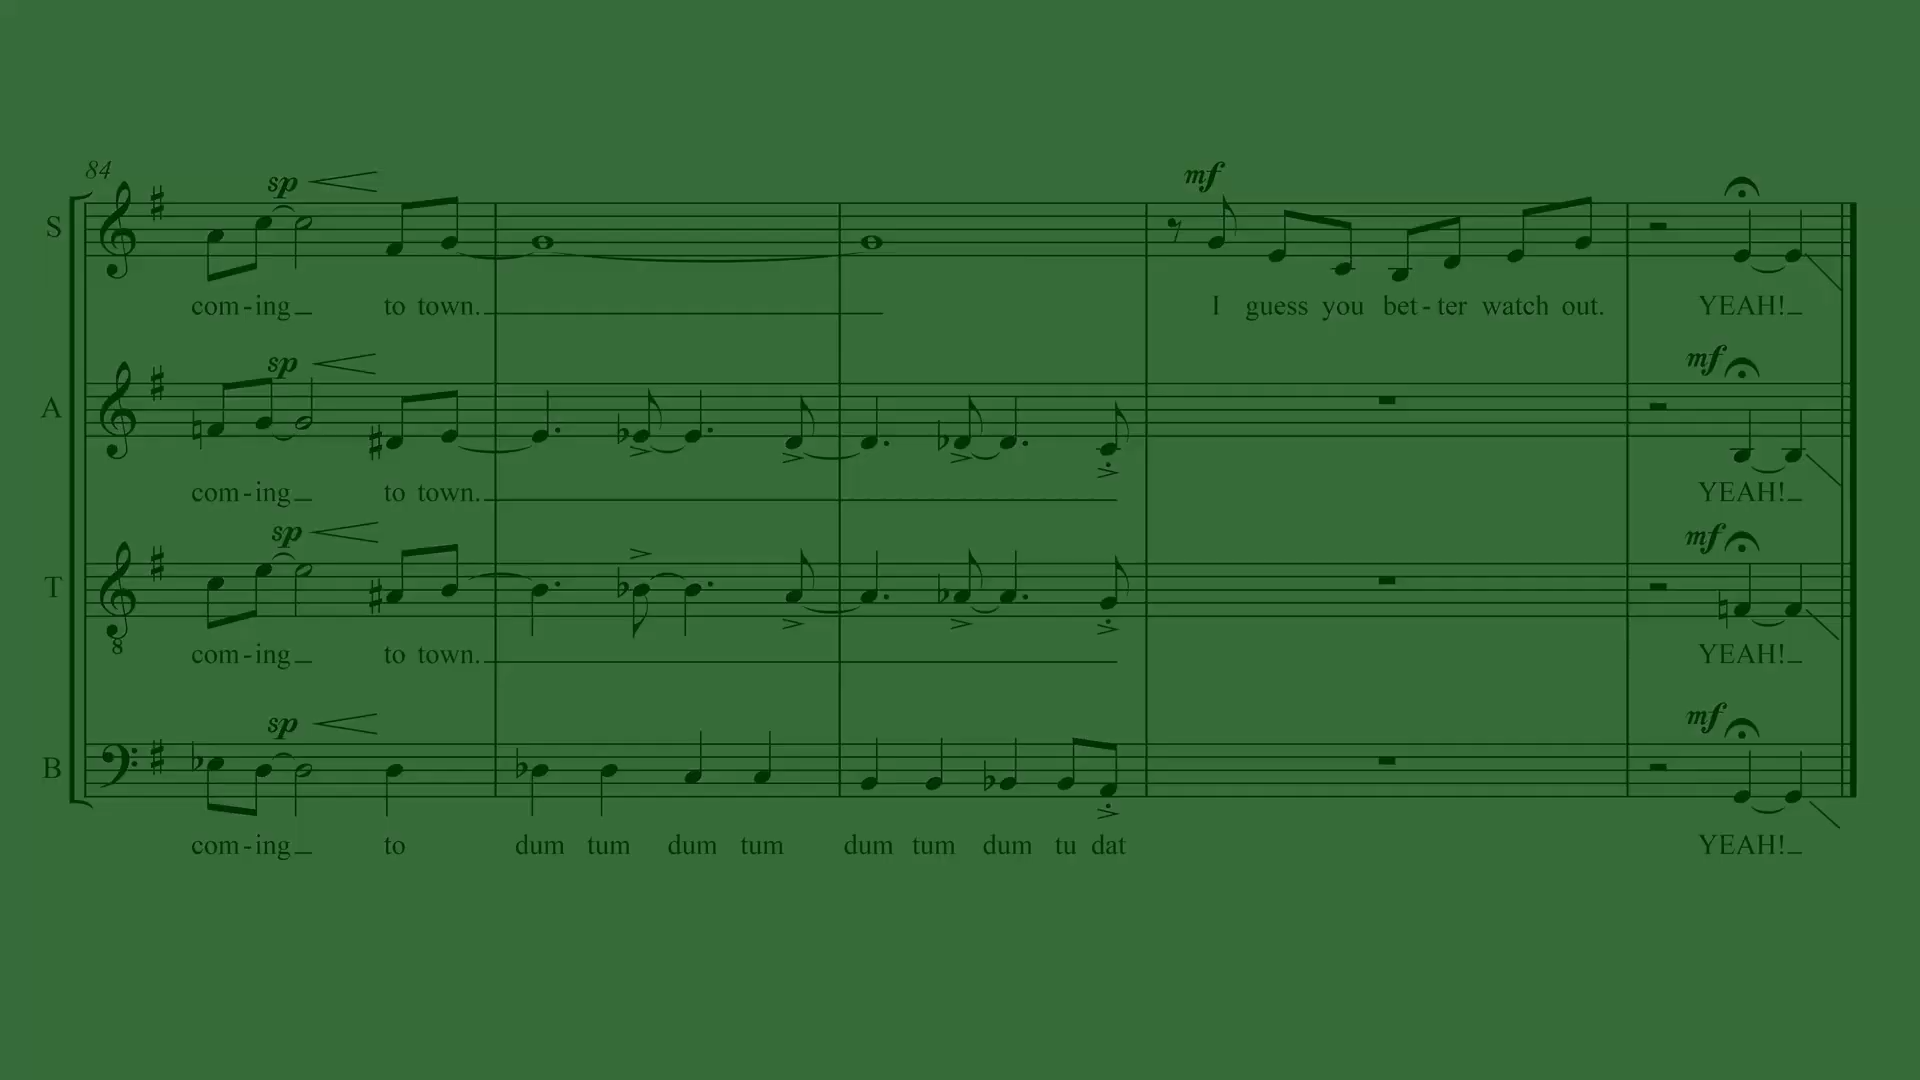 84
sp mf
S
com-ing to town. I guess you bet-ter watch out. YEAH!
sp mf
A
com-ing to town. YEAH!
sp mf
T
8
com-ing to town. YEAH!
sp mf
B
com-ing to dum tum dum tum dum tum dum tu dat YEAH!